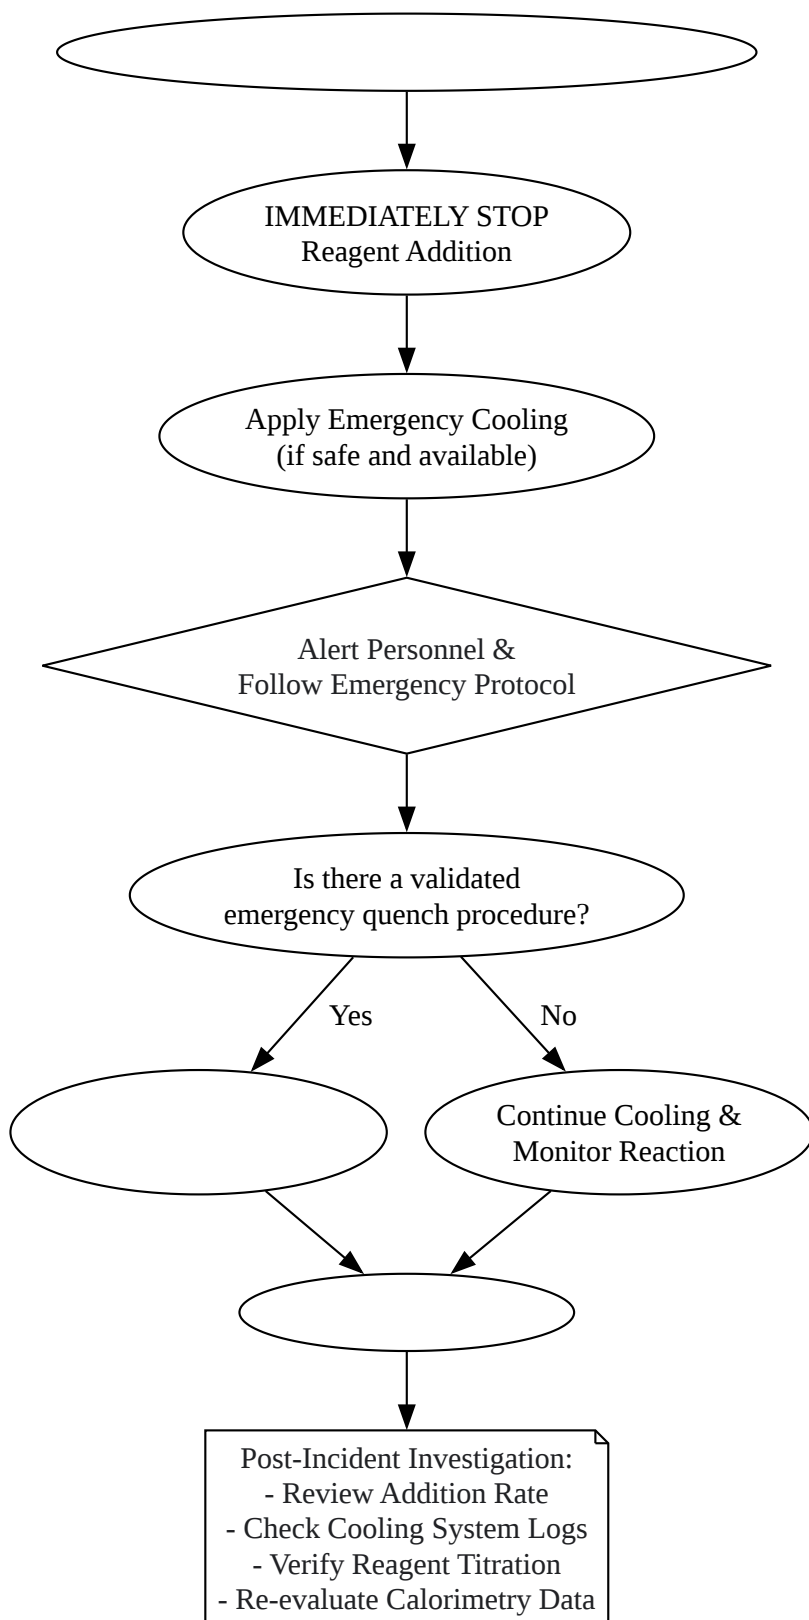 IMMEDIATELY STOP
Reagent Addition
Apply Emergency Cooling
(if safe and available)
Alert Personnel &
Follow Emergency Protocol
Is there a validated
emergency quench procedure?
Yes
No
Continue Cooling &
Monitor Reaction
Post-Incident Investigation:
- Review Addition Rate
- Check Cooling System Logs
- Verify Reagent Titration
- Re-evaluate Calorimetry Data